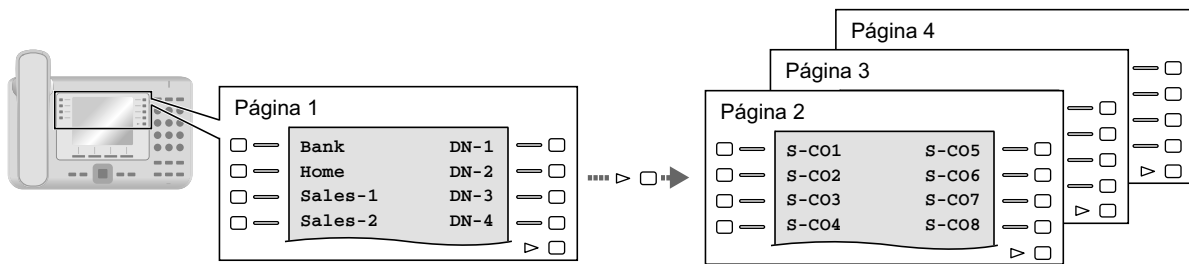 Página 1
Bank DN-1
Home DN-2
Sales-1 DN-3
Sales-2 DN-4
Página 4
Página 3
Página 2
S-CO1 S-CO5
S-CO2 S-CO6
S-CO3 S-CO7
S-CO4 S-CO8